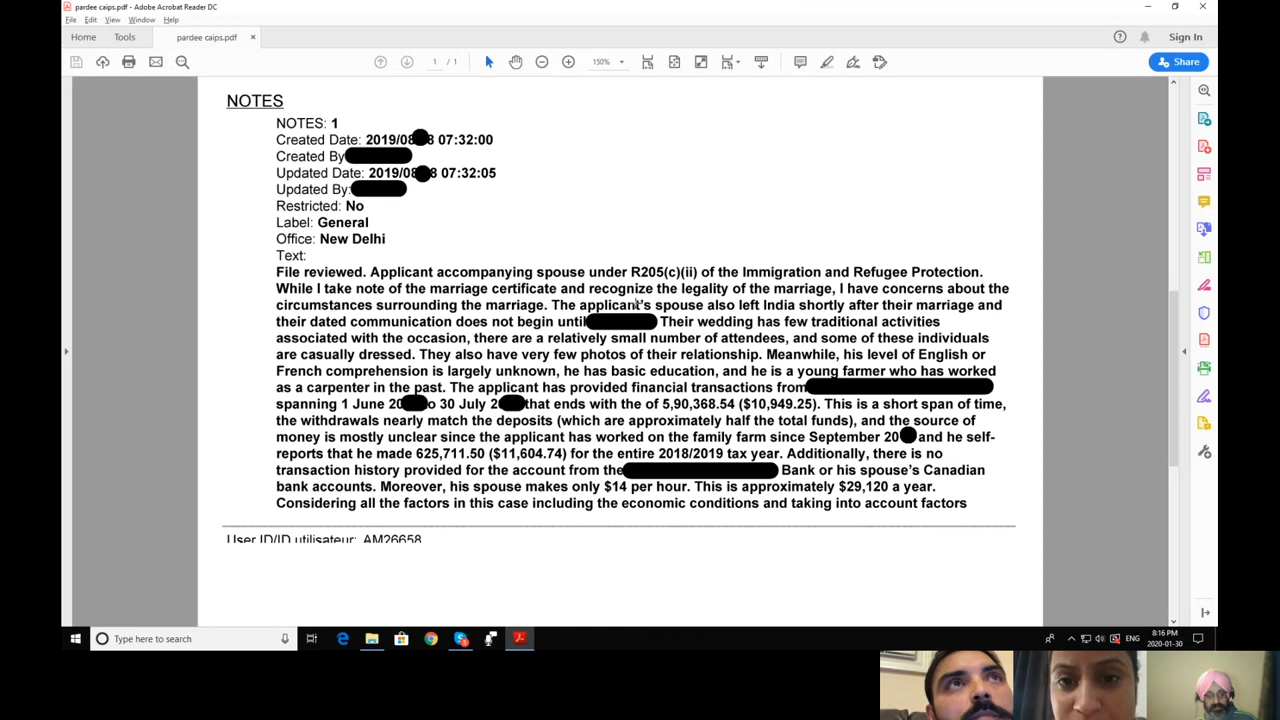 pardee caips.pdf - Adobe Acrobat Reader DC
File Edit View Window Help
Home Tools pardee caips.pdf × Sign In
1 / 1 150% Share
NOTES
NOTES: 1
Created Date: 2019/08 8 07:32:00
Created By
Updated Date: 2019/08 8 07:32:05
Updated By:
Restricted: No
Label: General
Office: New Delhi
Text:
File reviewed. Applicant accompanying spouse under R205(c)(ii) of the Immigration and Refugee Protection.
While I take note of the marriage certificate and recognize the legality of the marriage, I have concerns about the
circumstances surrounding the marriage. The applicant's spouse also left India shortly after their marriage and
their dated communication does not begin until Their wedding has few traditional activities
associated with the occasion, there are a relatively small number of attendees, and some of these individuals
are casually dressed. They also have very few photos of their relationship. Meanwhile, his level of English or
French comprehension is largely unknown, he has basic education, and he is a young farmer who has worked
as a carpenter in the past. The applicant has provided financial transactions from
spanning 1 June 20 o 30 July 2 that ends with the of 5,90,368.54 ($10,949.25). This is a short span of time,
the withdrawals nearly match the deposits (which are approximately half the total funds), and the source of
money is mostly unclear since the applicant has worked on the family farm since September 20 and he self-
reports that he made 625,711.50 ($11,604.74) for the entire 2018/2019 tax year. Additionally, there is no
transaction history provided for the account from the Bank or his spouse's Canadian
bank accounts. Moreover, his spouse makes only $14 per hour. This is approximately $29,120 a year.
Considering all the factors in this case including the economic conditions and taking into account factors
User ID/ID utilisateur: AM26658
Type here to search
ENG 8:16 PM
2020-01-30